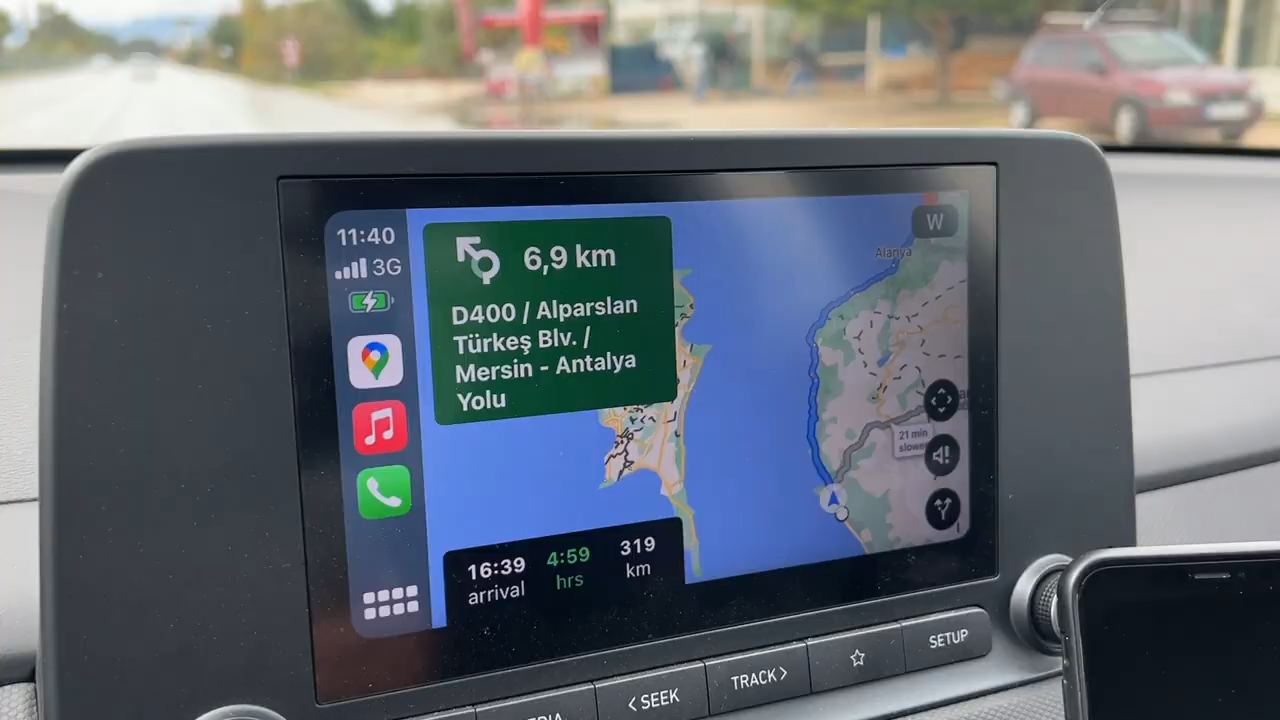 11:40
3G
6,9 km
D400 / Alparslan
Türkeş Blv. /
Mersin - Antalya
Yolu
W
Alanya
21 min
slower
16:39
arrival
4:59
hrs
319
km
< SEEK
TRACK >
SETUP